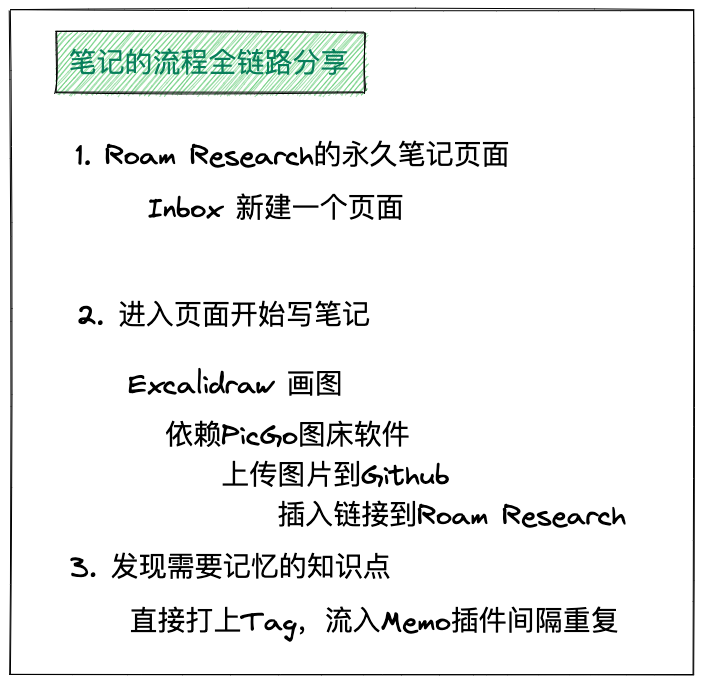 笔记的流程全链路分享
1. Roam Research的永久笔记页面
Inbox 新建一个页面
2. 进入页面开始写笔记
Excalidraw 画图
依赖PicGo图床软件
上传图片到Github
插入链接到Roam Research
3. 发现需要记忆的知识点
直接打上Tag，流入Memo插件间隔重复